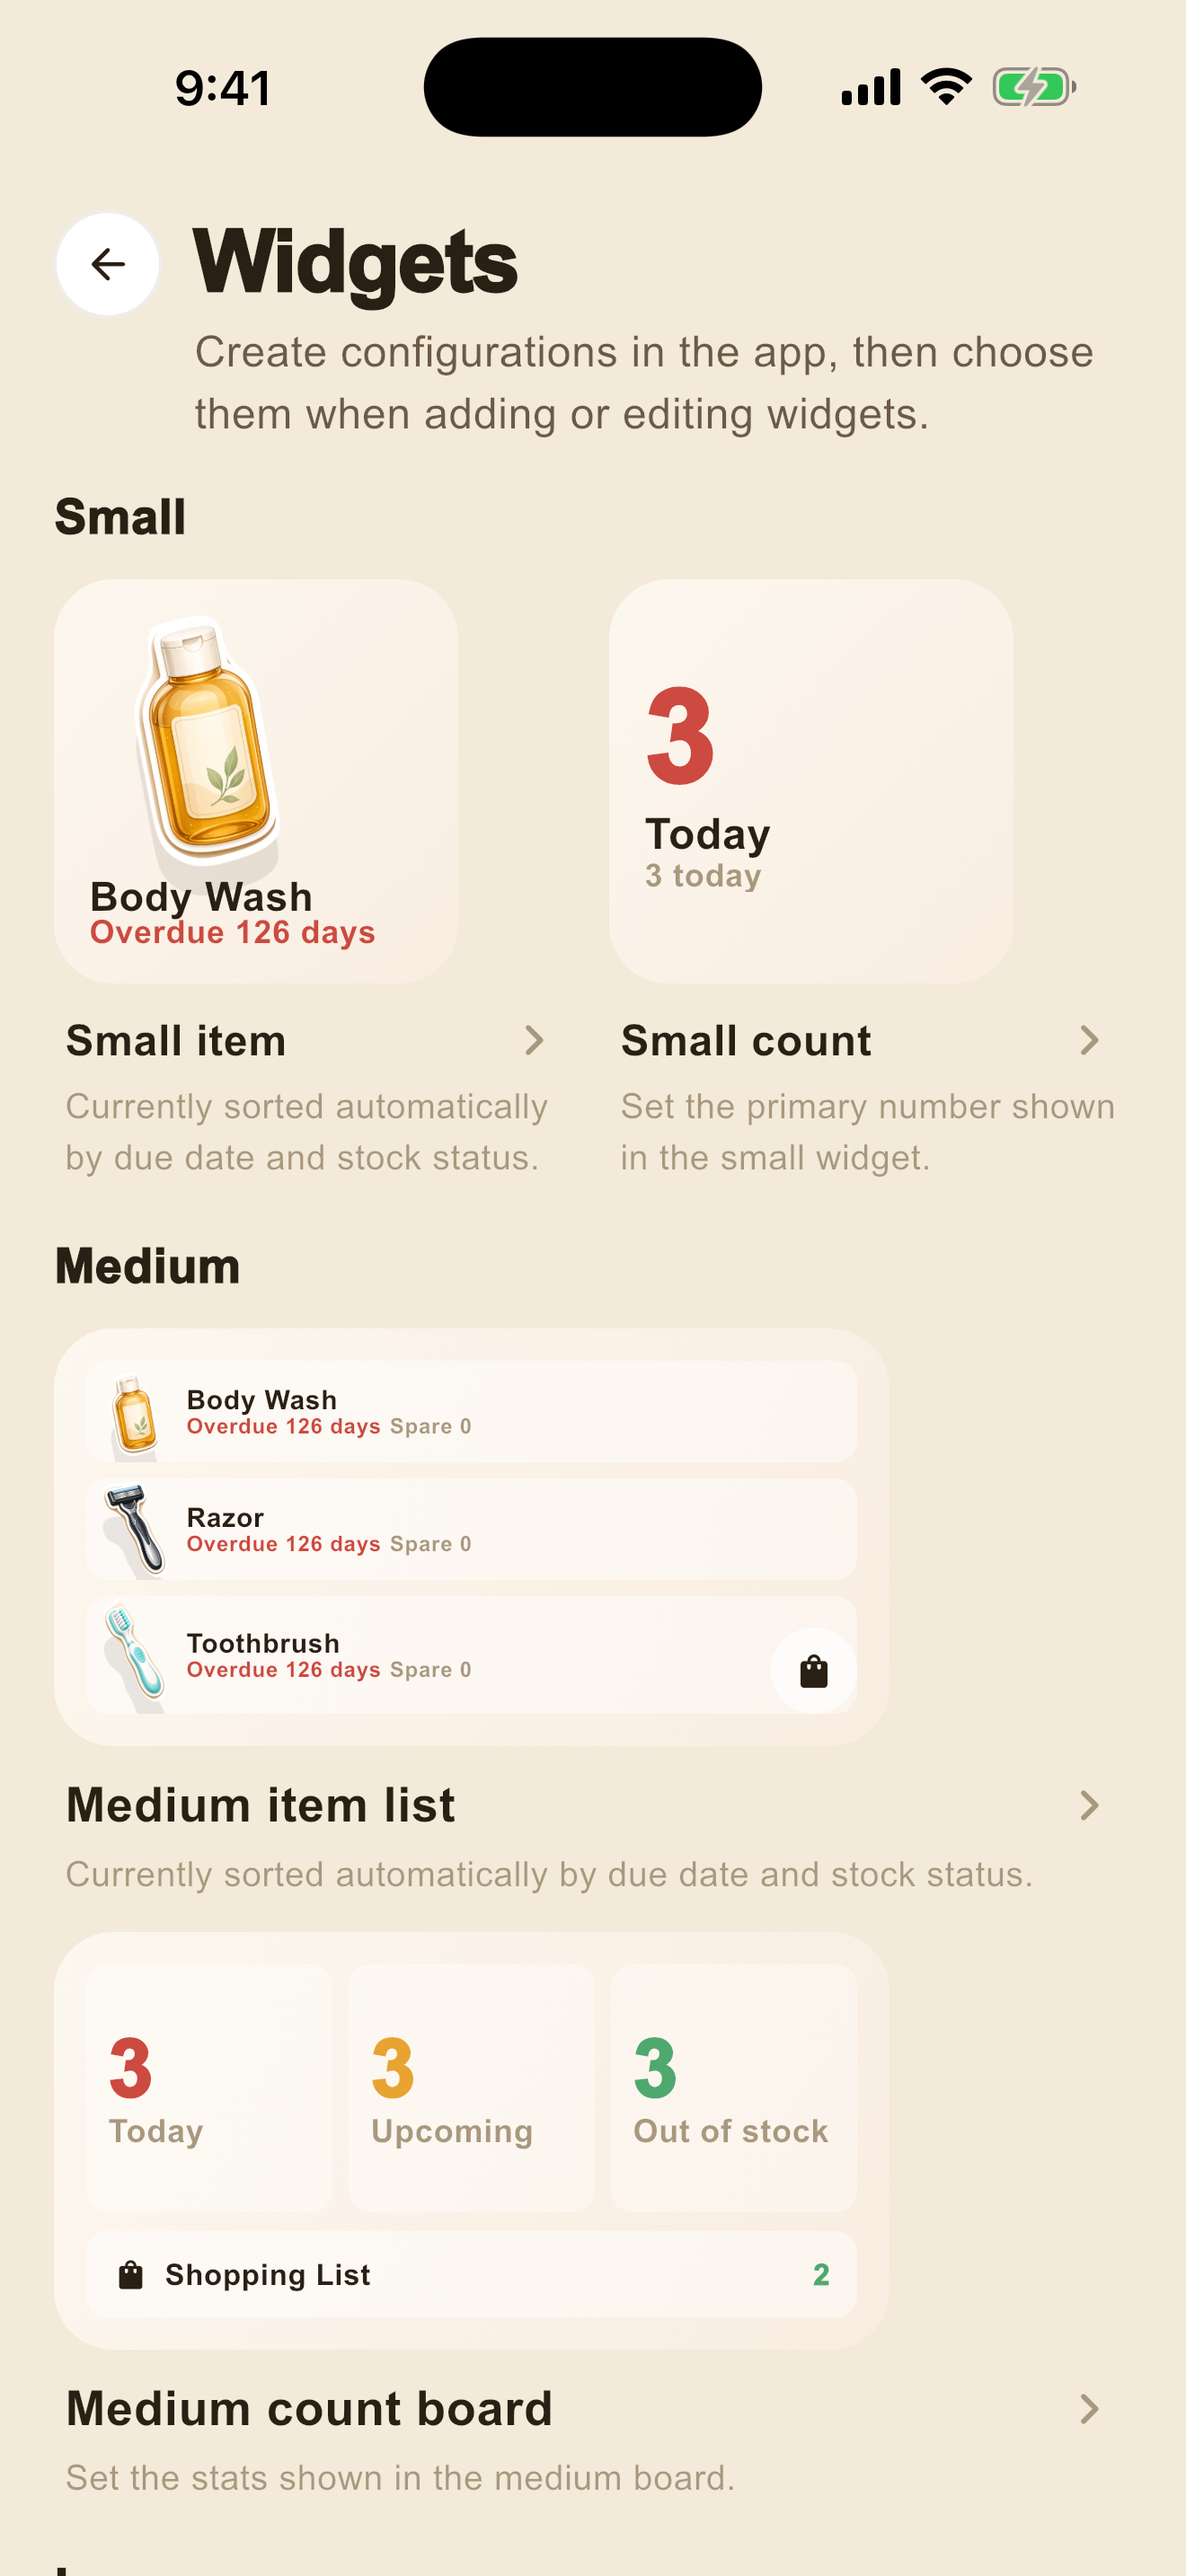 9:41
Widgets
Create configurations in the app, then choose
them when adding or editing widgets.
Small
Body Wash
Overdue 126 days
3
Today
3 today
Small item
Currently sorted automatically
by due date and stock status.
Small count
Set the primary number shown
in the small widget.
Medium
Body Wash
Overdue 126 days Spare 0
Razor
Overdue 126 days Spare 0
Toothbrush
Overdue 126 days Spare 0
Medium item list
Currently sorted automatically by due date and stock status.
3
Today
3
Upcoming
3
Out of stock
Shopping List 2
Medium count board
Set the stats shown in the medium board.